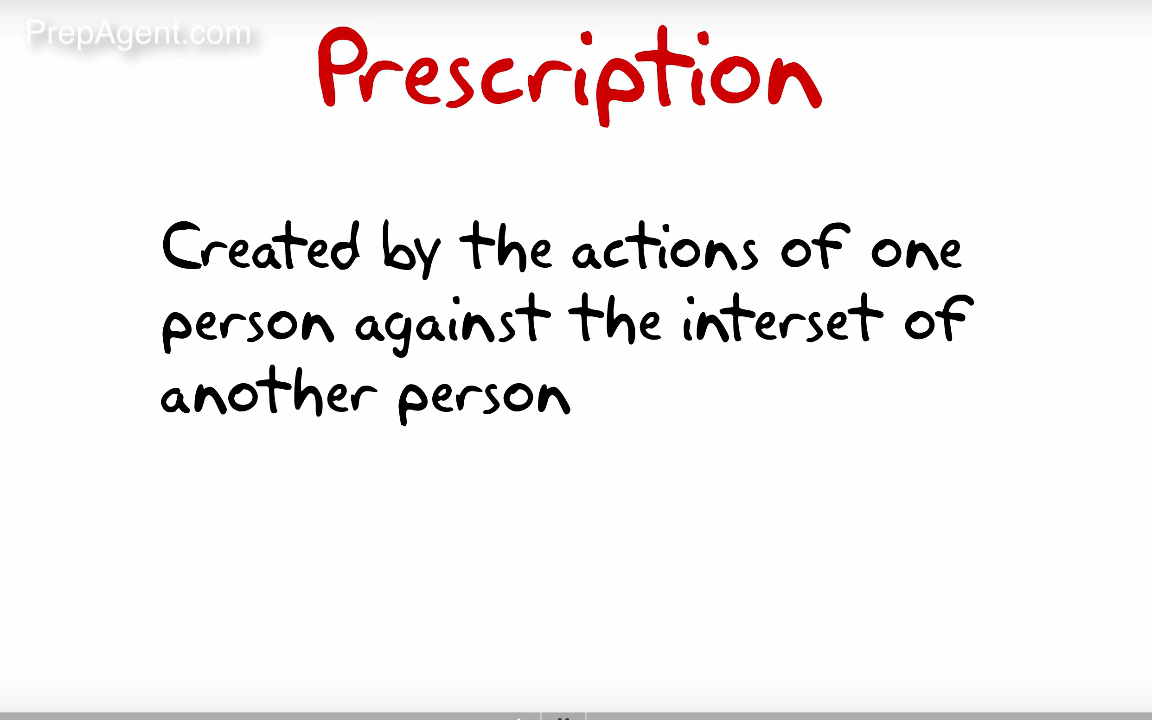 PrepAgent.com
Prescription
Created by the actions of one
person against the interset of
another person